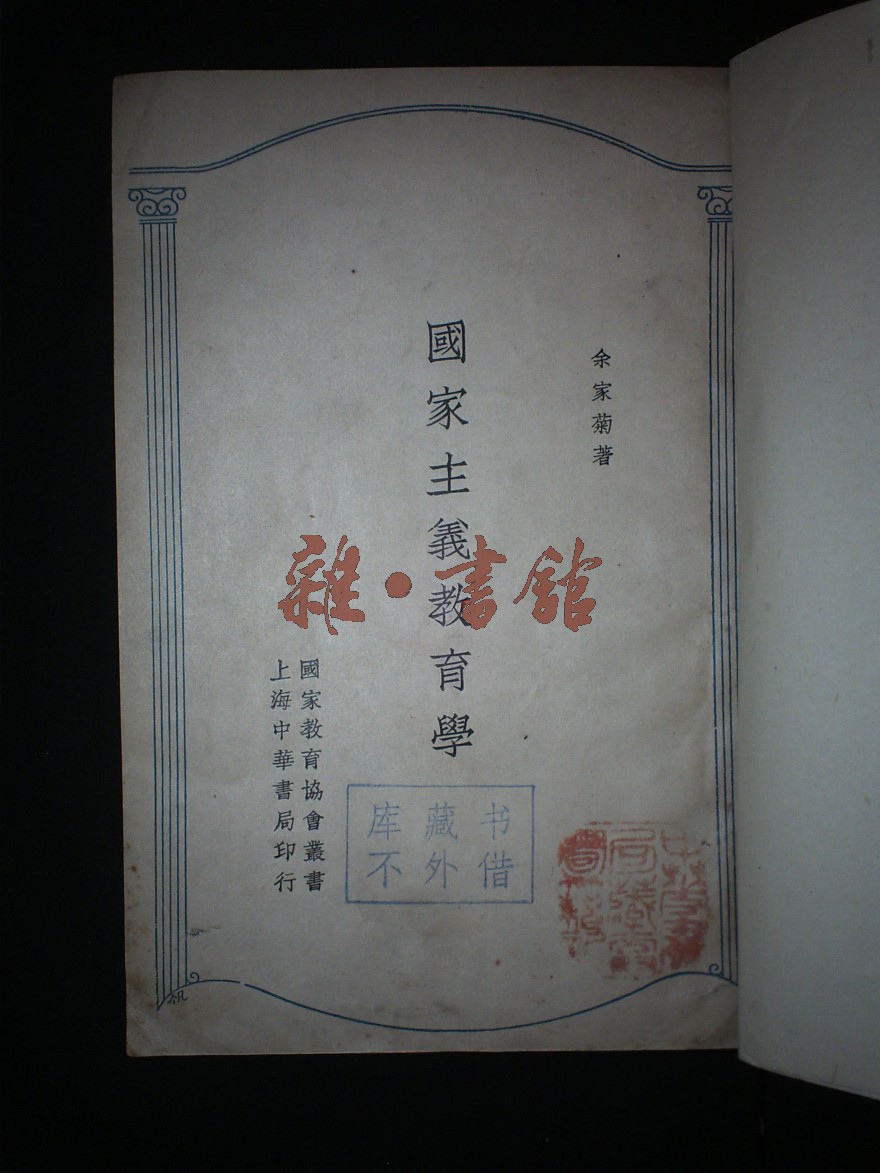 余家菊著
國家主義教育學
國家教育協會叢書
上海中華書局印行
雜·書館
库藏书
不外借